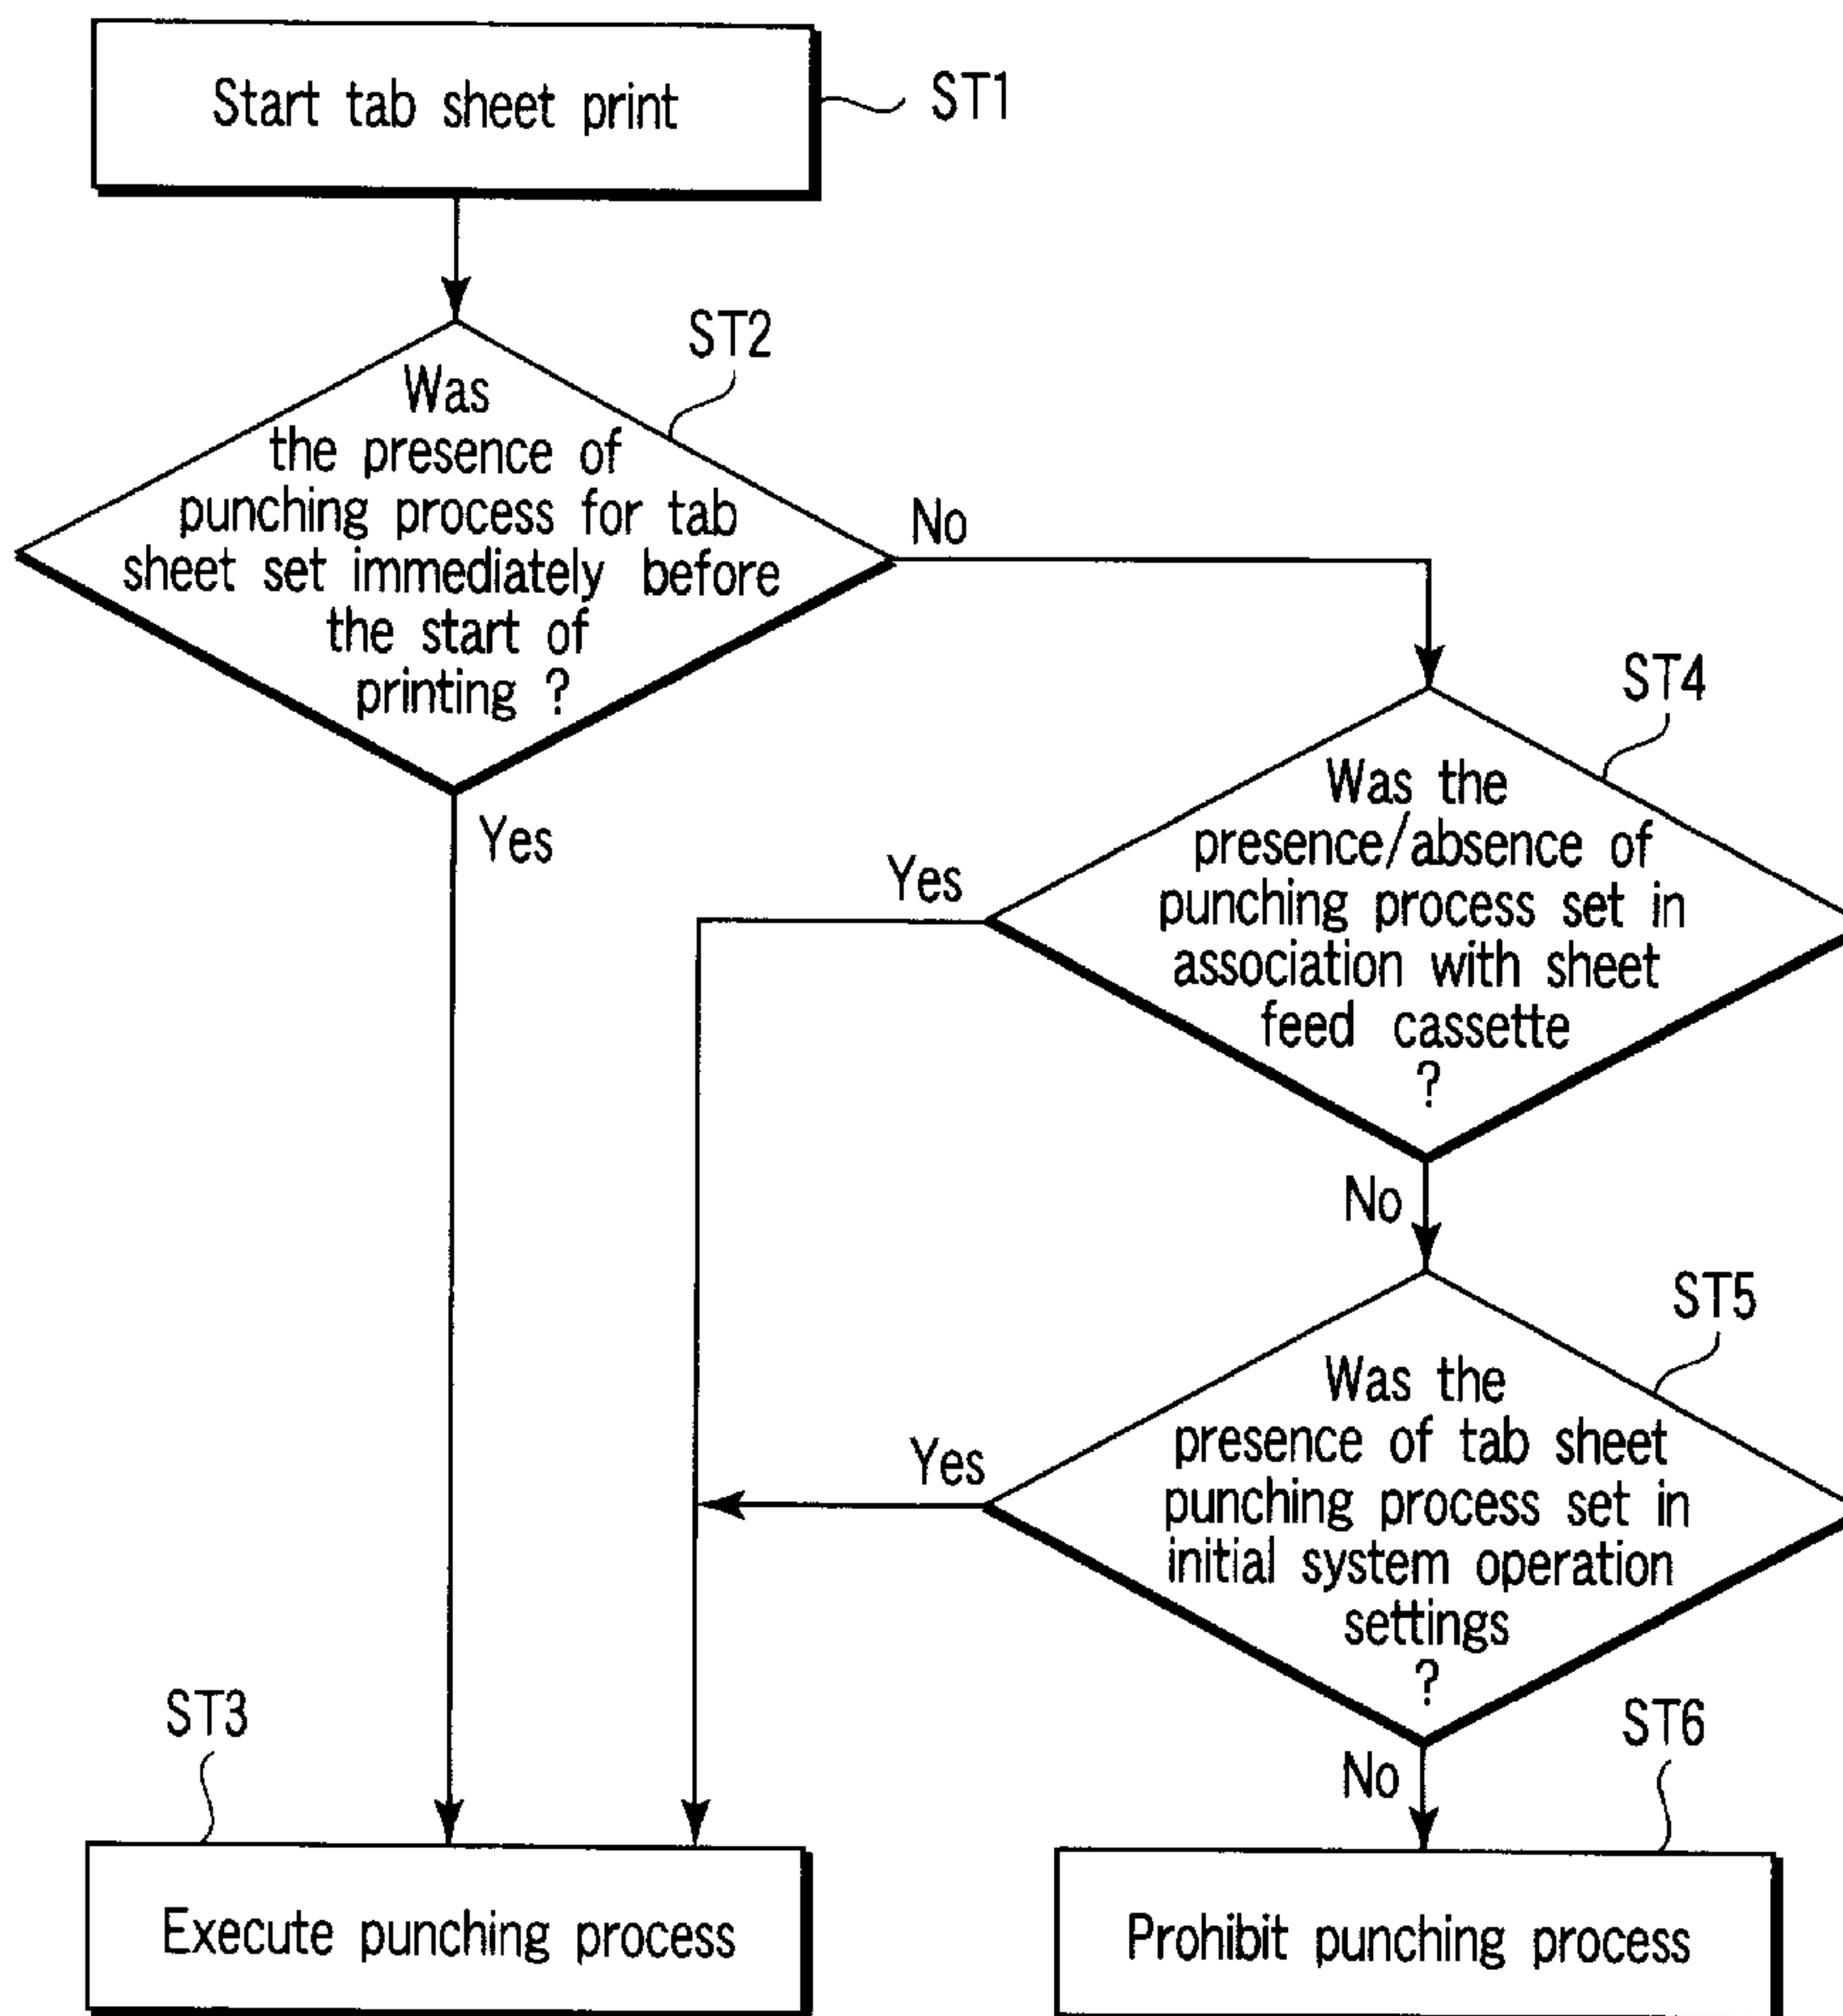 Start tab sheet print
ST1
ST2
Was
the presence of
punching process for tab
sheet set immediately before
the start of
printing ?
No
Yes
ST4
Was the
presence/absence of
punching process set in
association with sheet
feed cassette
?
Yes
No
ST5
Was the
presence of tab sheet
punching process set in
initial system operation
settings
?
Yes
No
ST3
Execute punching process
ST6
Prohibit punching process